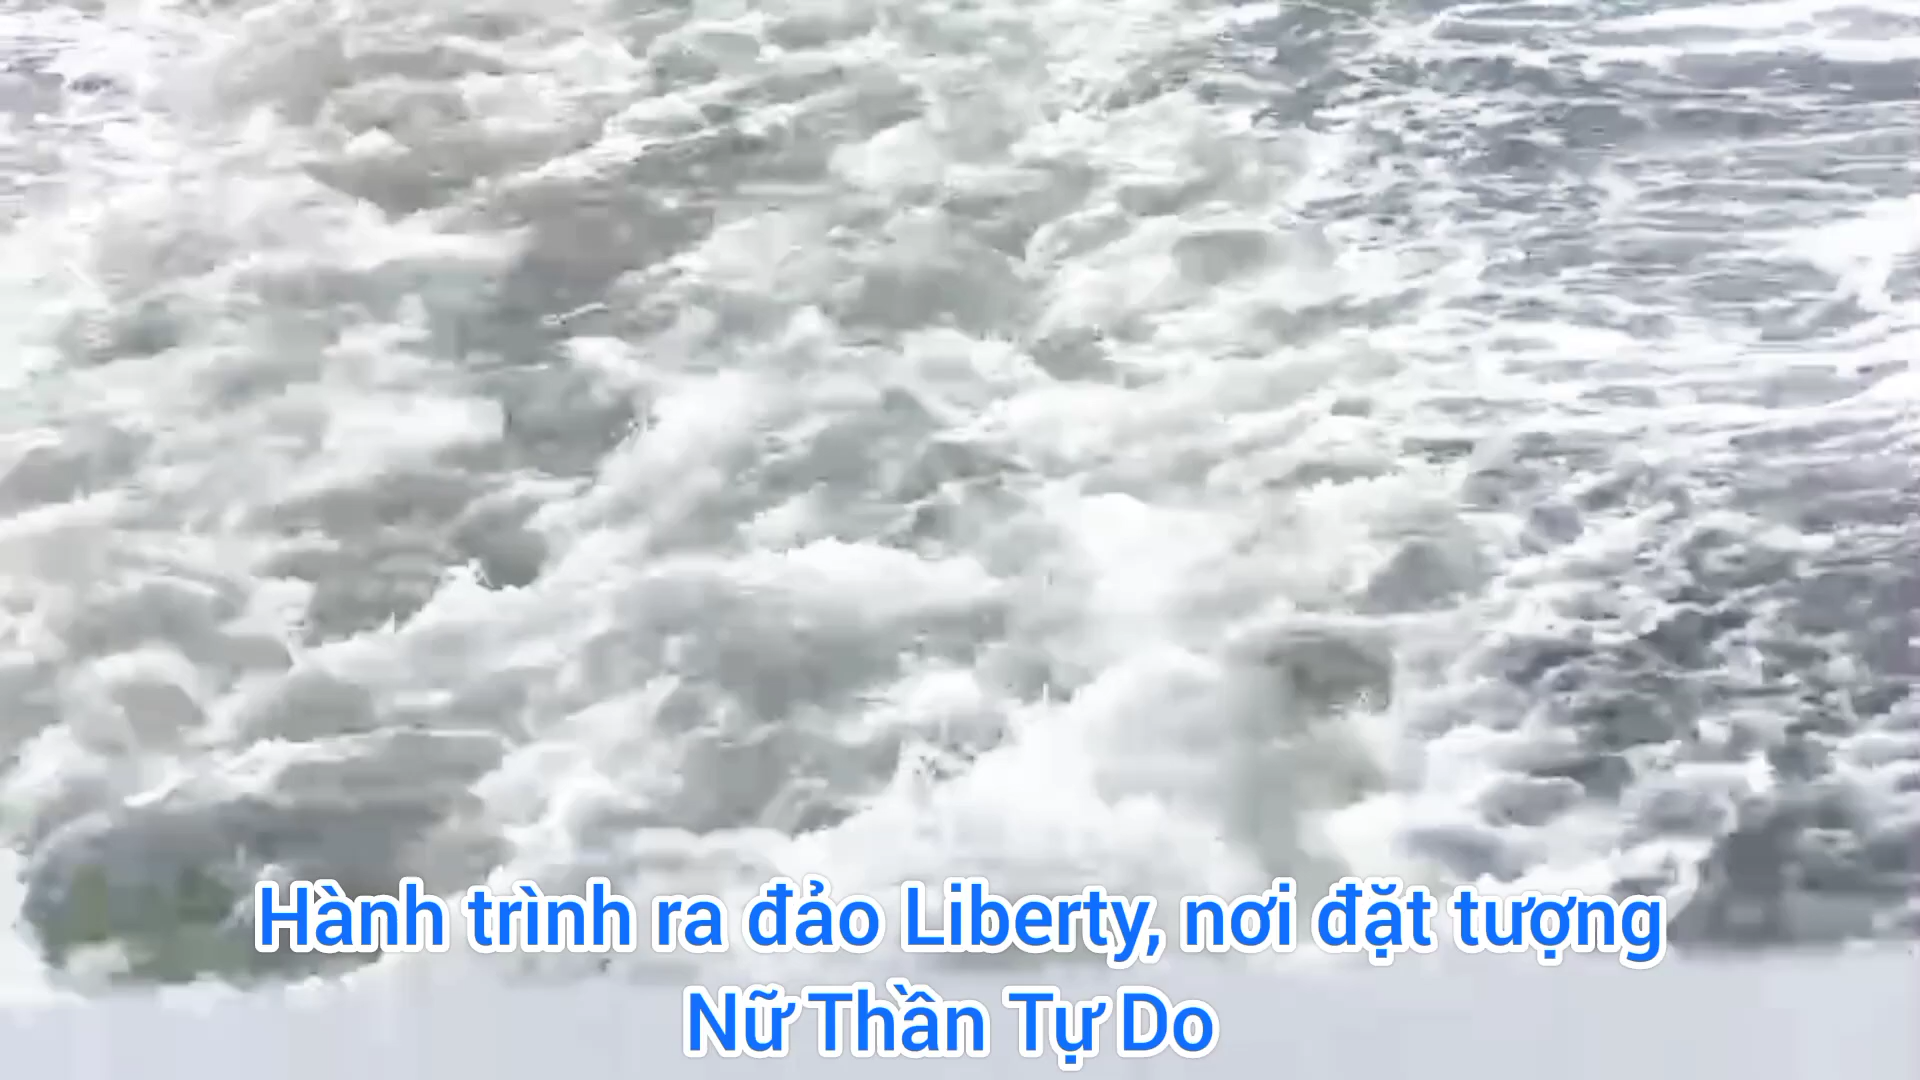 Hành trình ra đảo Liberty, nơi đặt tượng
Nữ Thần Tự Do